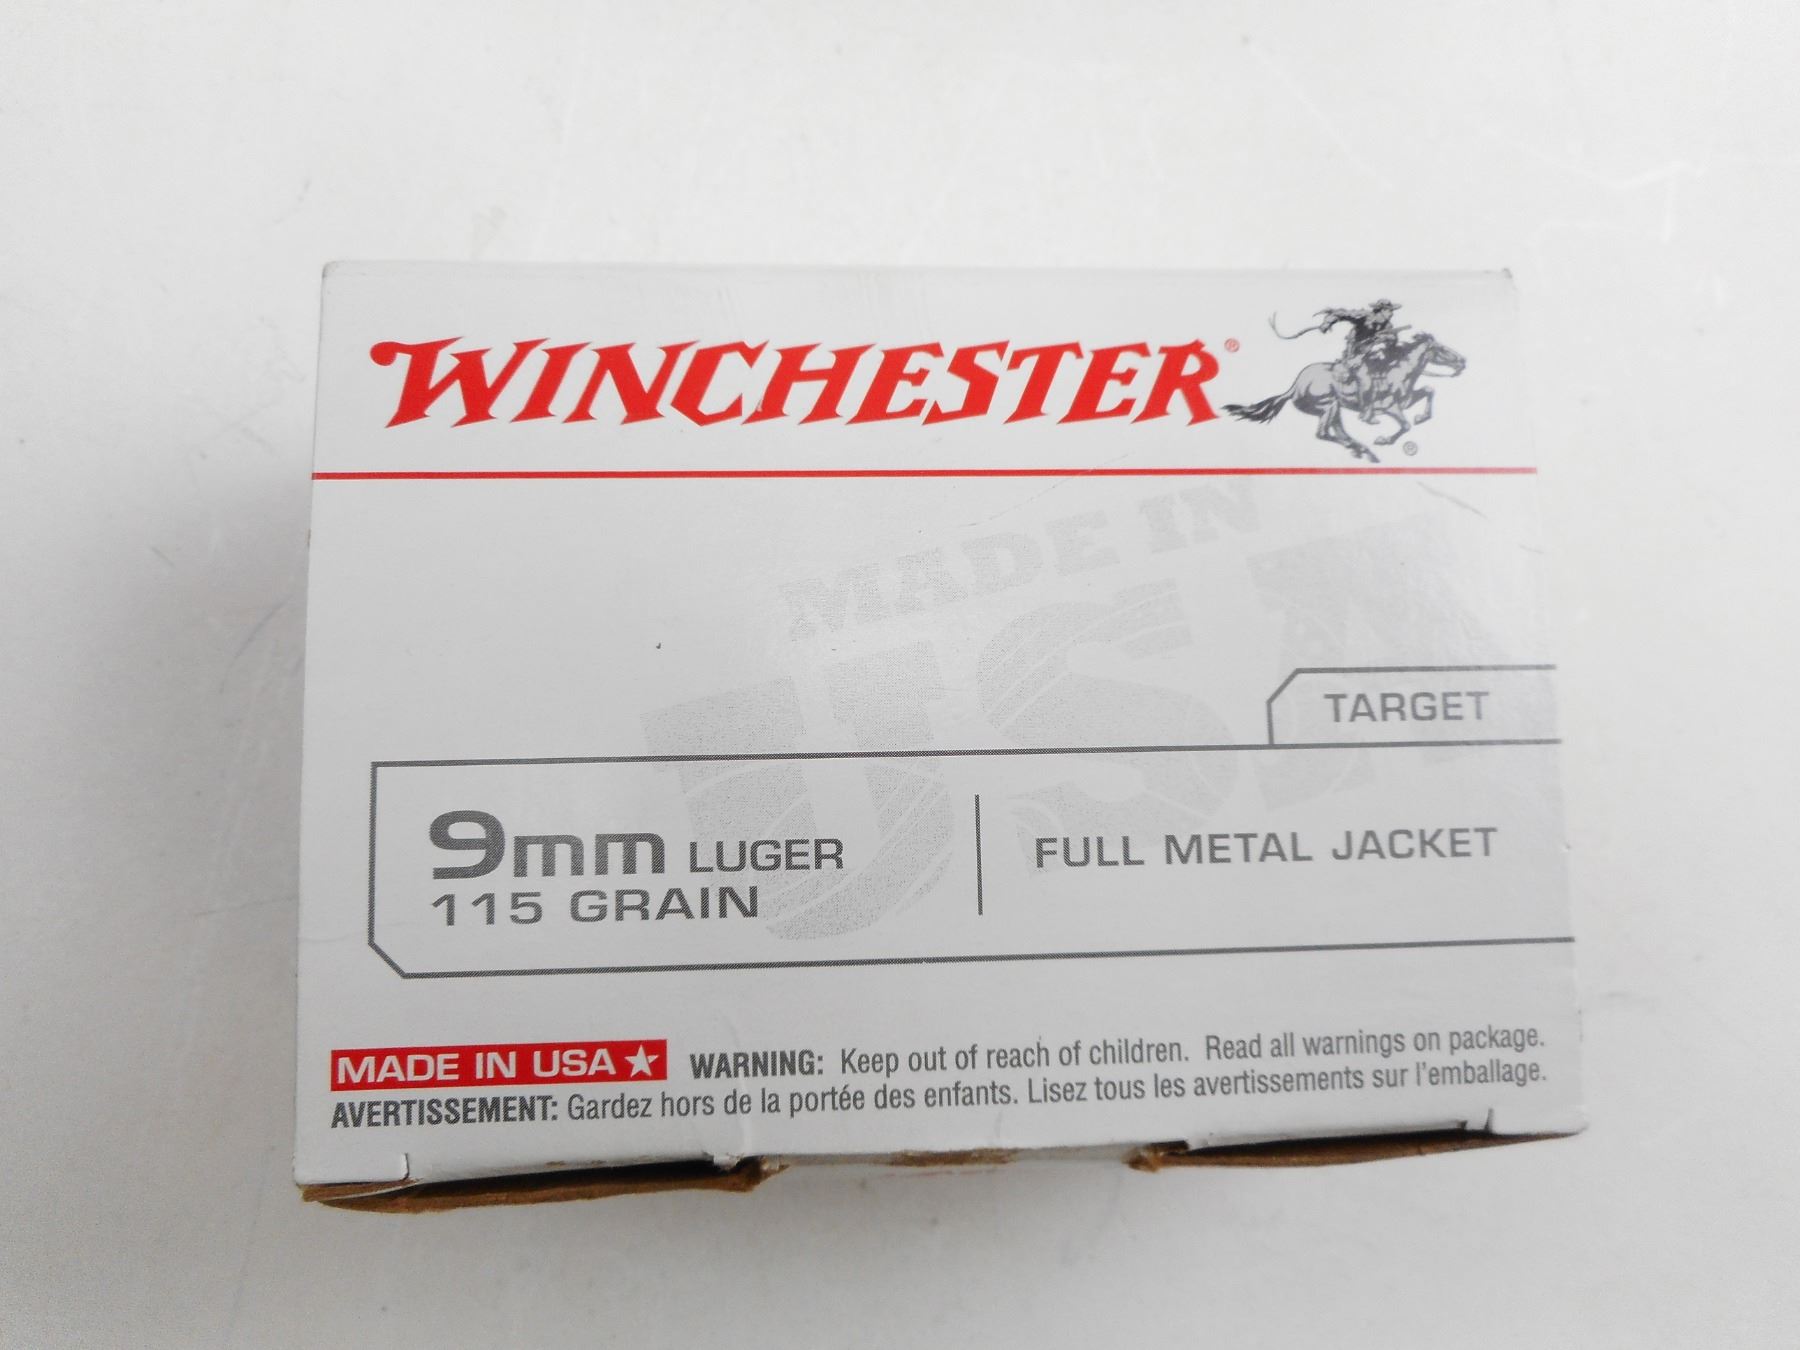 WINCHESTER®
®
MADE IN
USA
TARGET
9mm LUGER
115 GRAIN
FULL METAL JACKET
MADE IN USA
WARNING: Keep out of reach of children. Read all warnings on package.
AVERTISSEMENT: Gardez hors de la portée des enfants. Lisez tous les avertissements sur l'emballage.